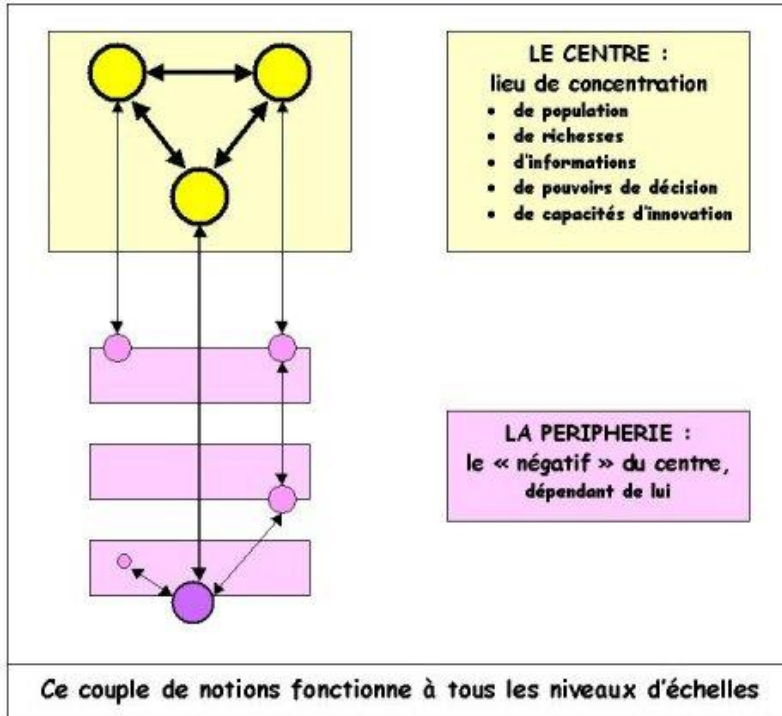 LE CENTRE :
lieu de concentration
• de population
• de richesses
• d'informations
• de pouvoirs de décision
• de capacités d'innovation
LA PERIPHERIE :
le « négatif » du centre,
dépendant de lui
Ce couple de notions fonctionne à tous les niveaux d'échelles